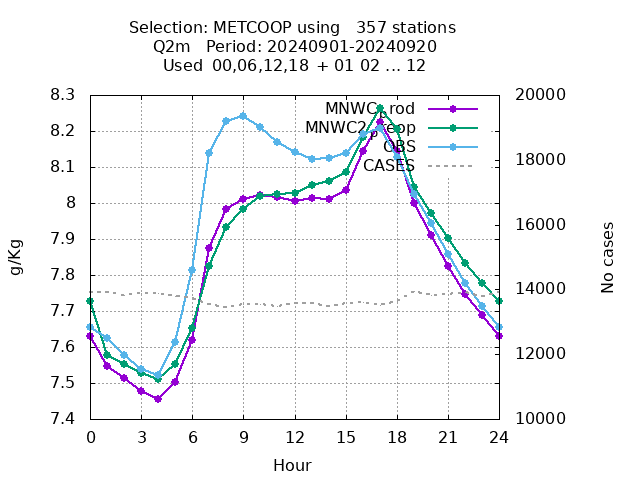 Selection: METCOOP using   357 stations
Q2m   Period: 20240901-20240920
Used  00,06,12,18 + 01 02 ... 12
8.3
8.2
8.1
8
7.9
7.8
7.7
7.6
7.5
7.4
g/Kg
MNWCprod
MNWC2preop
OBS
CASES
20000
18000
16000
14000
12000
10000
No cases
0 3 6 9 12 15 18 21 24
Hour